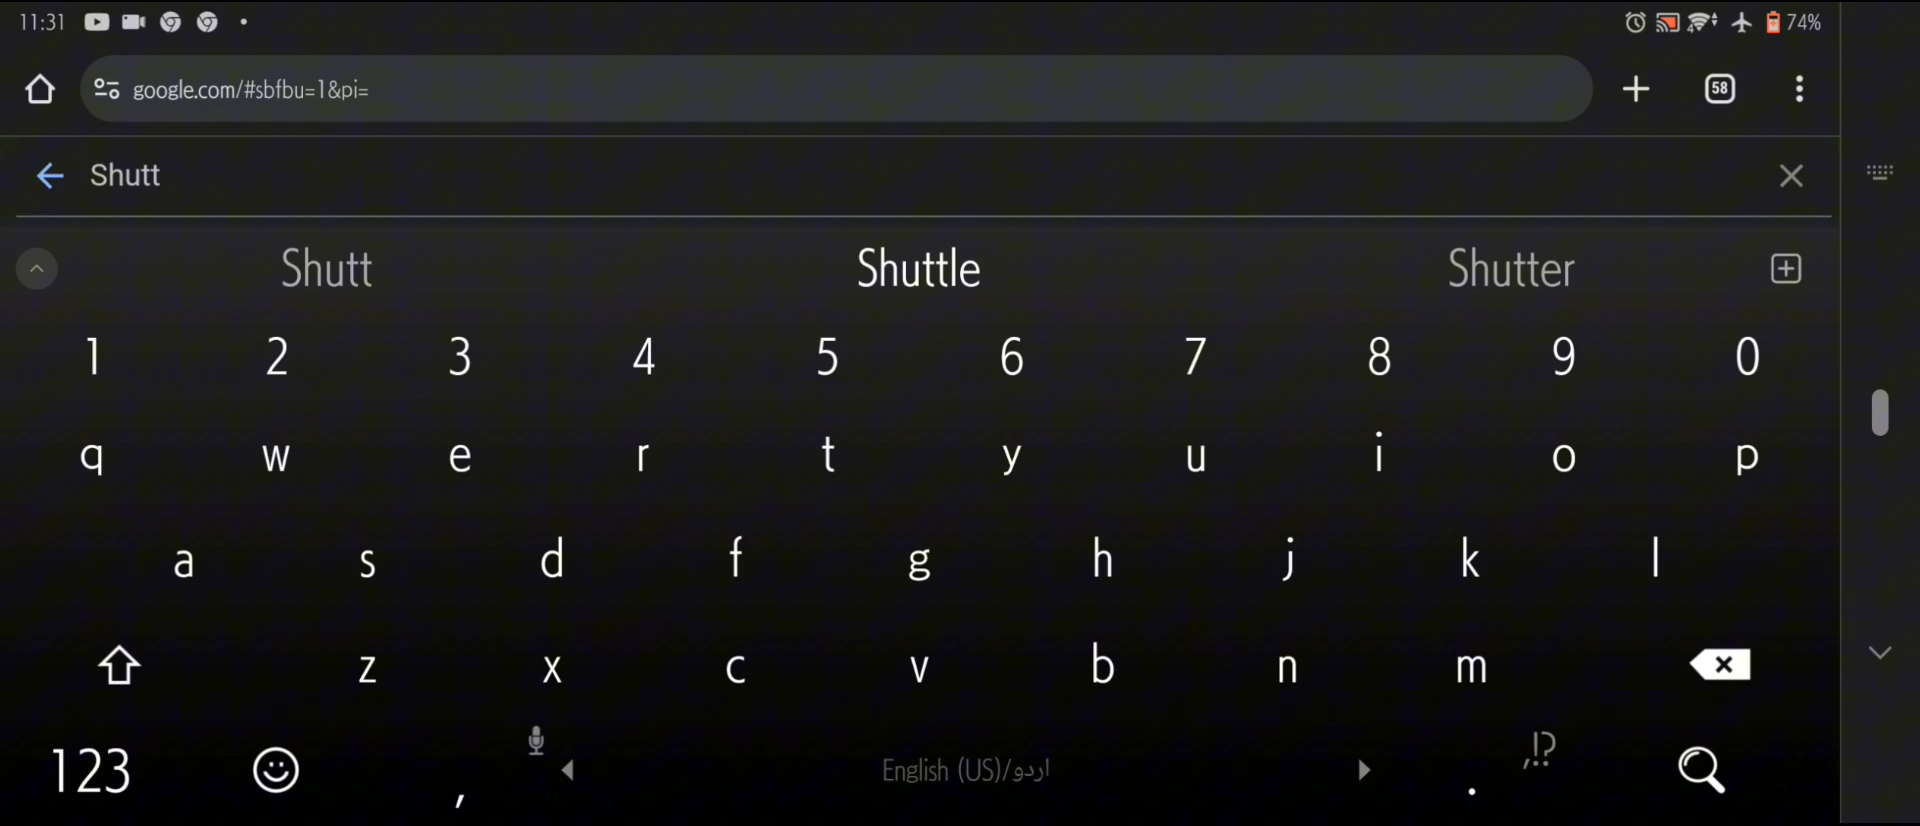 11:31 74%
google.com/#sbfbu=1&pi= 58
Shutt
Shutt Shuttle Shutter
1 2 3 4 5 6 7 8 9 0
q w e r t y u i o p
a s d f g h j k l
z x c v b n m
123 , English (US)/اردو . ,!?